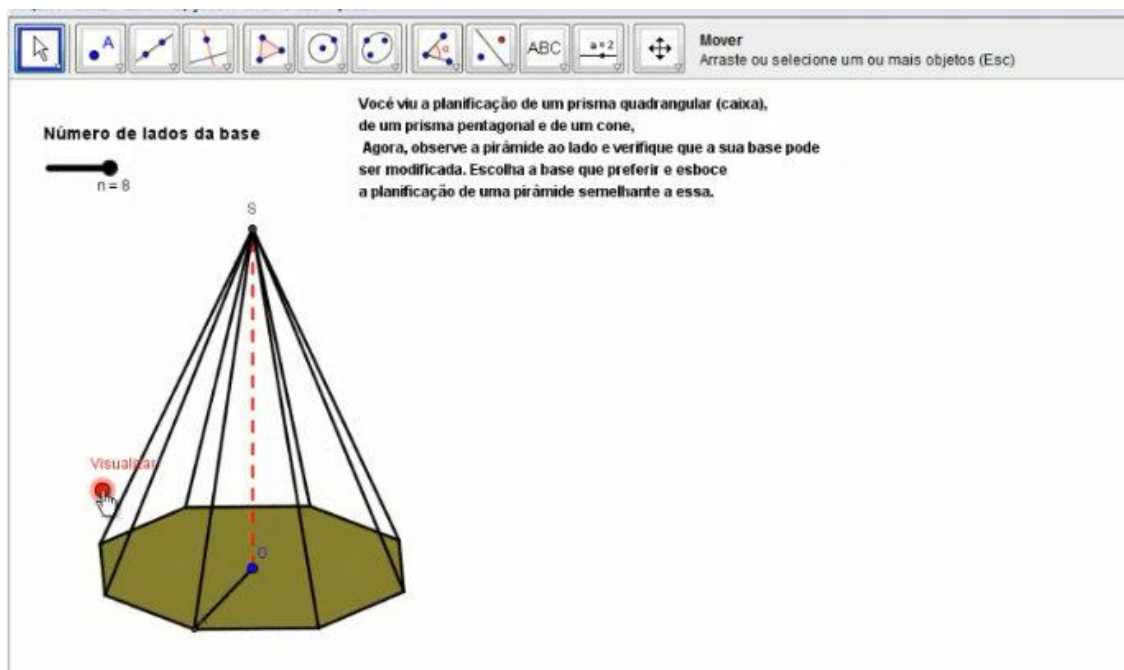 ABC
a=2
Mover
Arraste ou selecione um ou mais objetos (Esc)
Você viu a planificação de um prisma quadrangular (caixa),
de um prisma pentagonal e de um cone,
Agora, observe a pirâmide ao lado e verifique que a sua base pode
ser modificada. Escolha a base que preferir e esboce
a planificação de uma pirâmide semelhante a essa.
Número de lados da base
n = 8
S
Visualizar
O